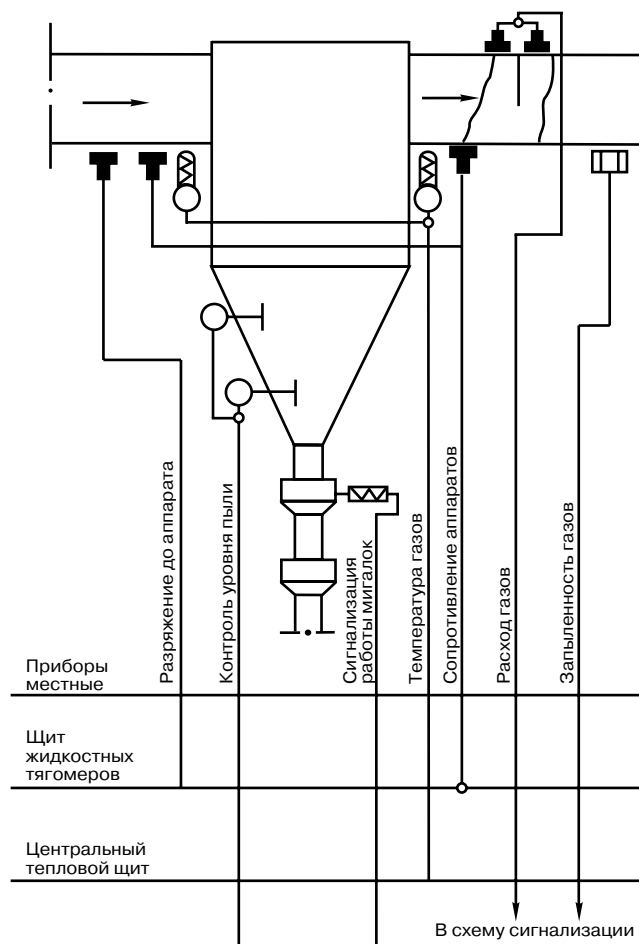 Разряжение до аппарата
Контроль уровня пыли
Сигнализация
работы мигалок
Температура газов
Сопротивление аппаратов
Расход газов
Запыленность газов
Приборы
местные
Щит
жидкостных
тягомеров
Центральный
тепловой щит
В схему сигнализации